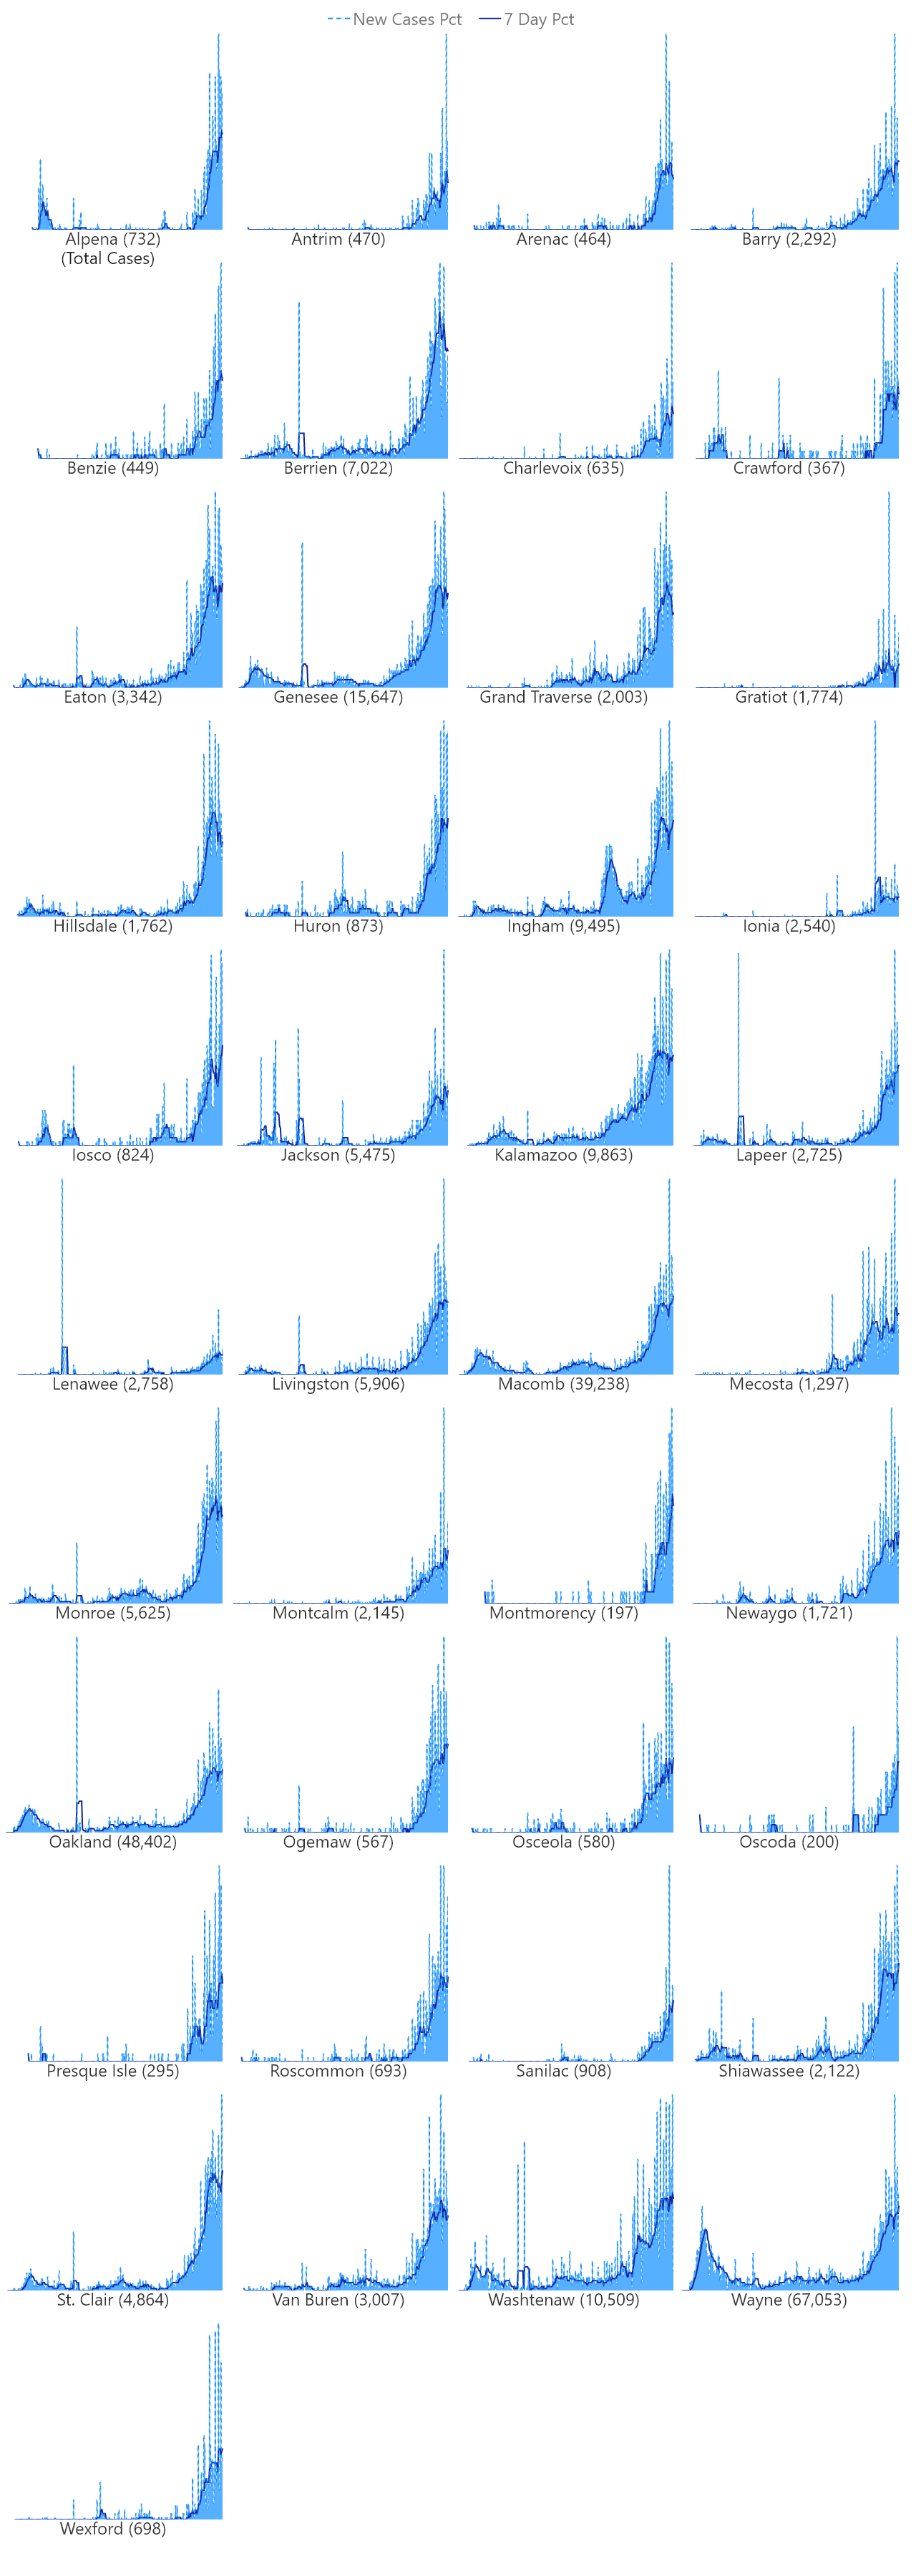 New Cases Pct 7 Day Pct
Alpena (732) Antrim (470) Arenac (464) Barry (2,292)
(Total Cases)
Benzie (449) Berrien (7,022) Charlevoix (635) Crawford (367)
Eaton (3,342) Genesee (15,647) Grand Traverse (2,003) Gratiot (1,774)
Hillsdale (1,762) Huron (873) Ingham (9,495) Ionia (2,540)
Iosco (824) Jackson (5,475) Kalamazoo (9,863) Lapeer (2,725)
Lenawee (2,758) Livingston (5,906) Macomb (39,238) Mecosta (1,297)
Monroe (5,625) Montcalm (2,145) Montmorency (197) Newaygo (1,721)
Oakland (48,402) Ogemaw (567) Osceola (580) Oscoda (200)
Presque Isle (295) Roscommon (693) Sanilac (908) Shiawassee (2,122)
St. Clair (4,864) Van Buren (3,007) Washtenaw (10,509) Wayne (67,053)
Wexford (698)